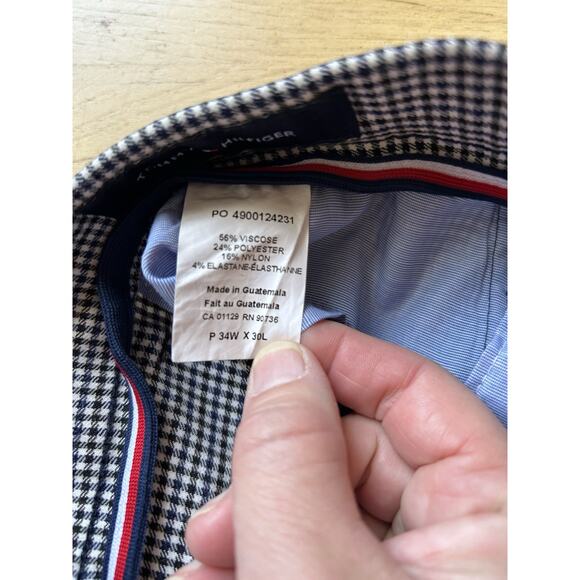 HILFIGER
PO 4900124231
56% VISCOSE
24% POLYESTER
16% NYLON
4% ELASTANE-ÉLASTHANNE
Made in Guatemala
Fait au Guatemala
CA 01129 RN 90736
P 34W X 30L